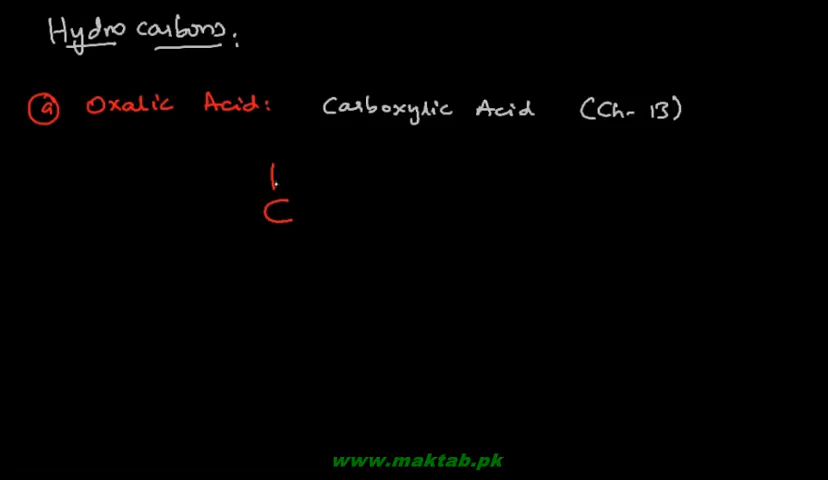 Hydrocarbons:
(a) Oxalic Acid: Carboxylic Acid (Ch-13)
C
www.maktab.pk